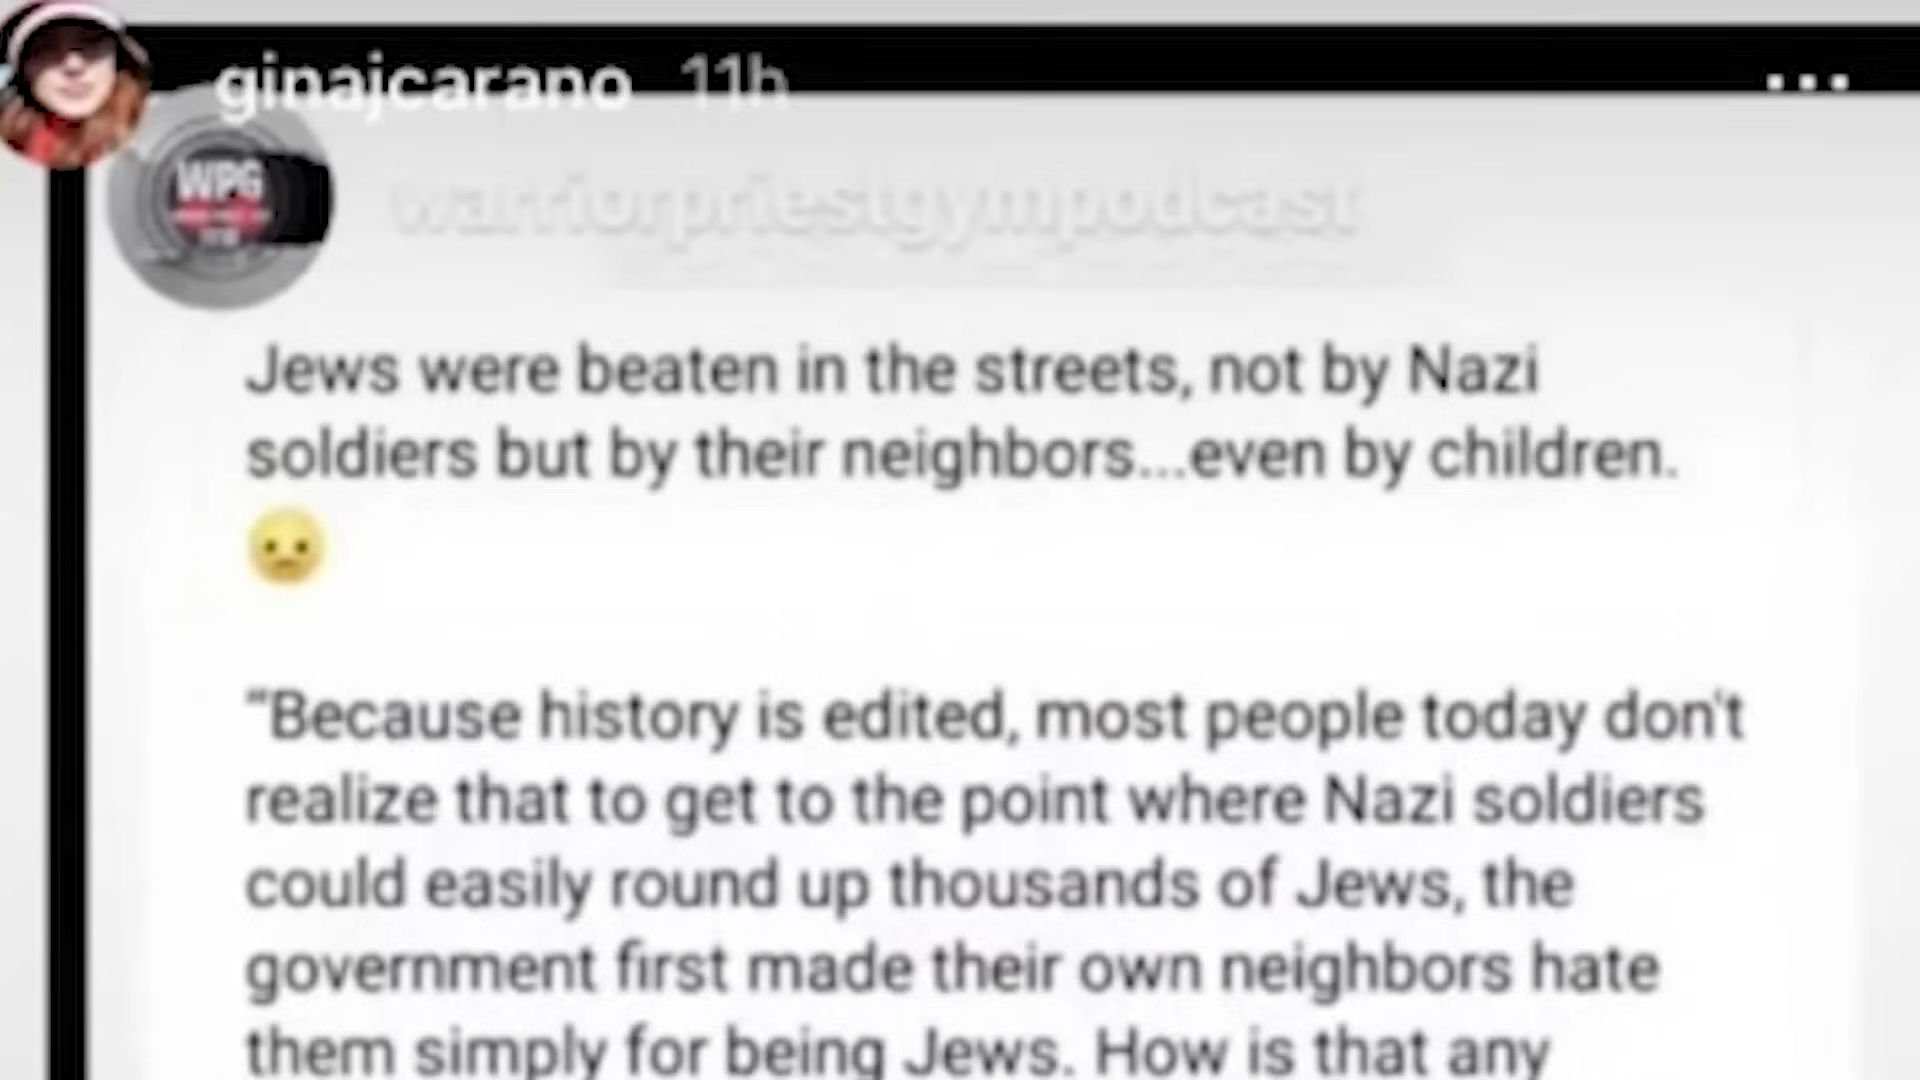 ginajcarano 11h
WPG
warriorpriestgympodcast
Jews were beaten in the streets, not by Nazi
soldiers but by their neighbors...even by children.
“Because history is edited, most people today don't
realize that to get to the point where Nazi soldiers
could easily round up thousands of Jews, the
government first made their own neighbors hate
them simply for being Jews. How is that any